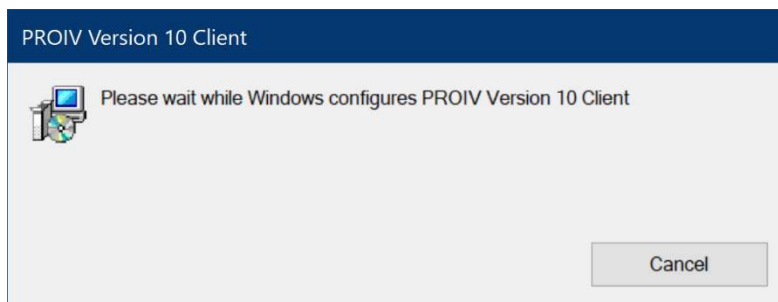 PROIV Version 10 Client
Please wait while Windows configures PROIV Version 10 Client
Cancel